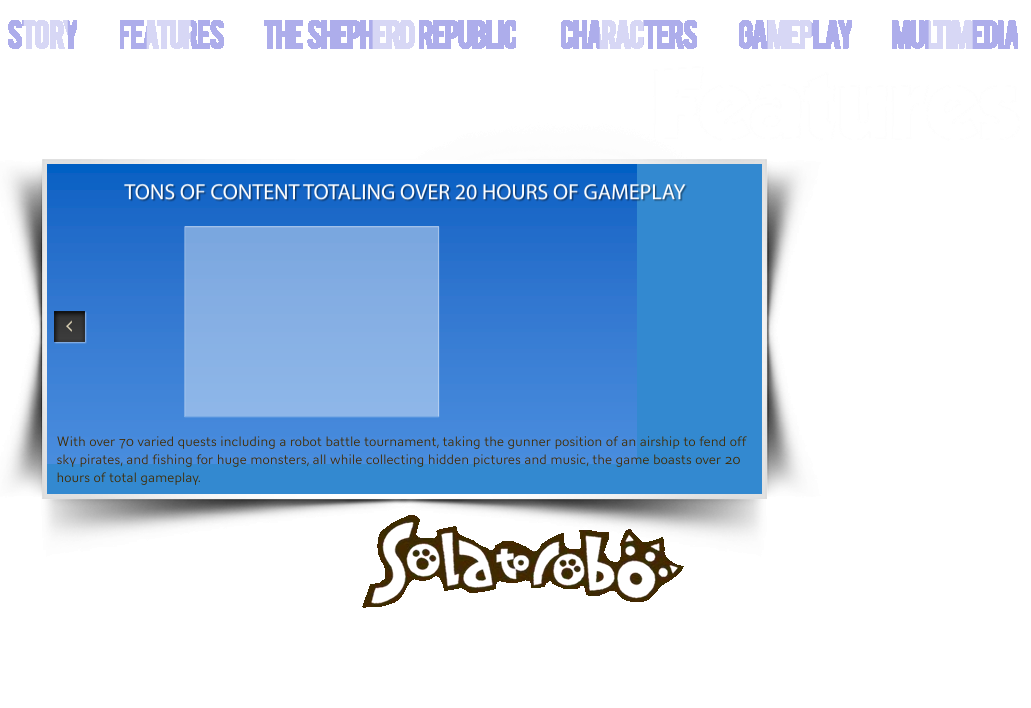 STORY FEATURES THE SHEPHERD REPUBLIC CHARACTERS GAMEPLAY MULTIMEDIA
TONS OF CONTENT TOTALING OVER 20 HOURS OF GAMEPLAY
With over 70 varied quests including a robot battle tournament, taking the gunner position of an airship to fend off
sky pirates, and fishing for huge monsters, all while collecting hidden pictures and music, the game boasts over 20
hours of total gameplay.
Solatorobo